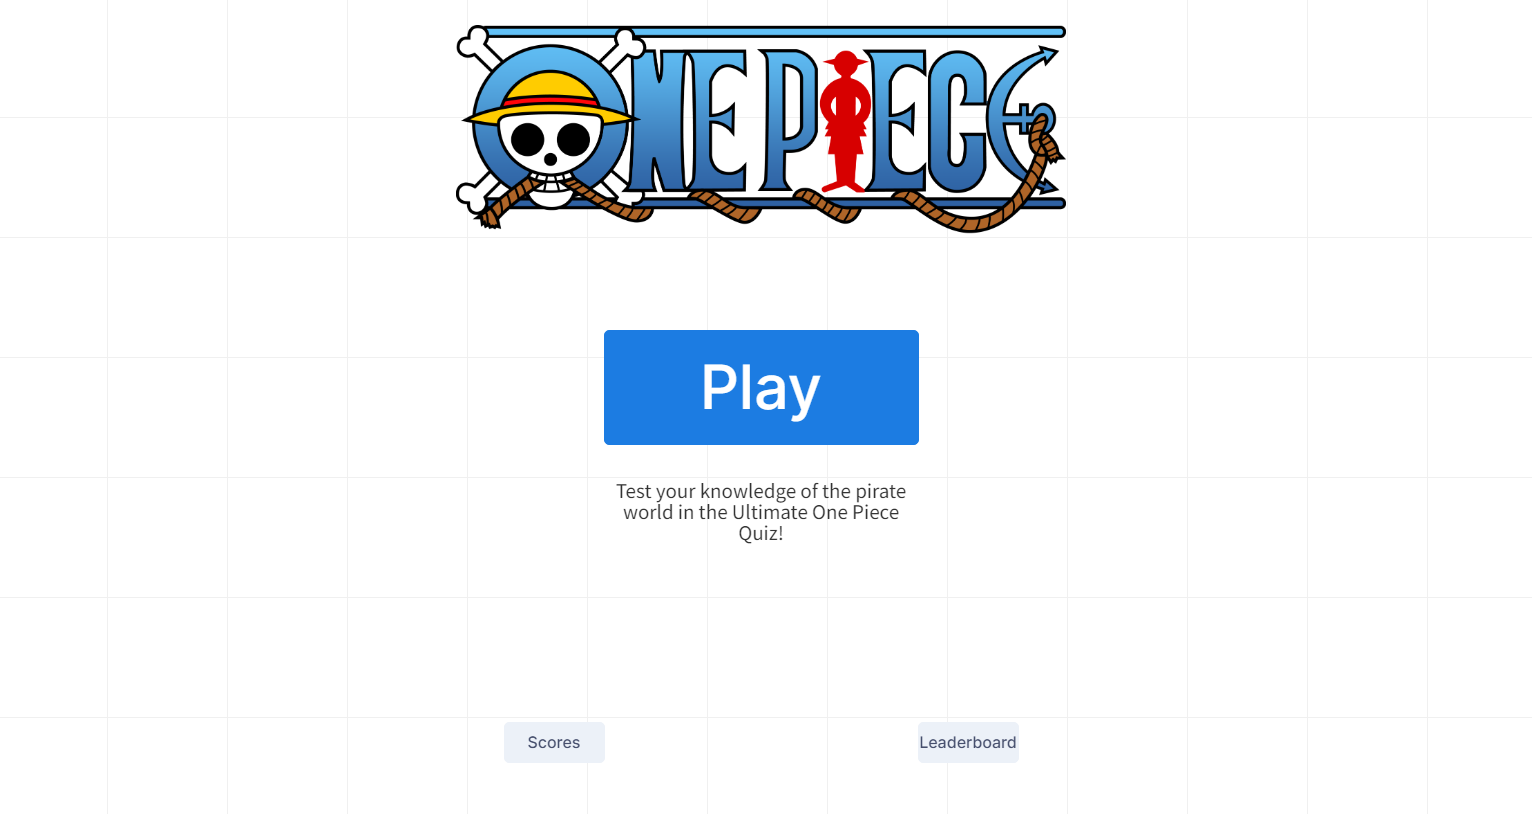 ONE PIECE
Play
Test your knowledge of the pirate
world in the Ultimate One Piece
Quiz!
Scores
Leaderboard